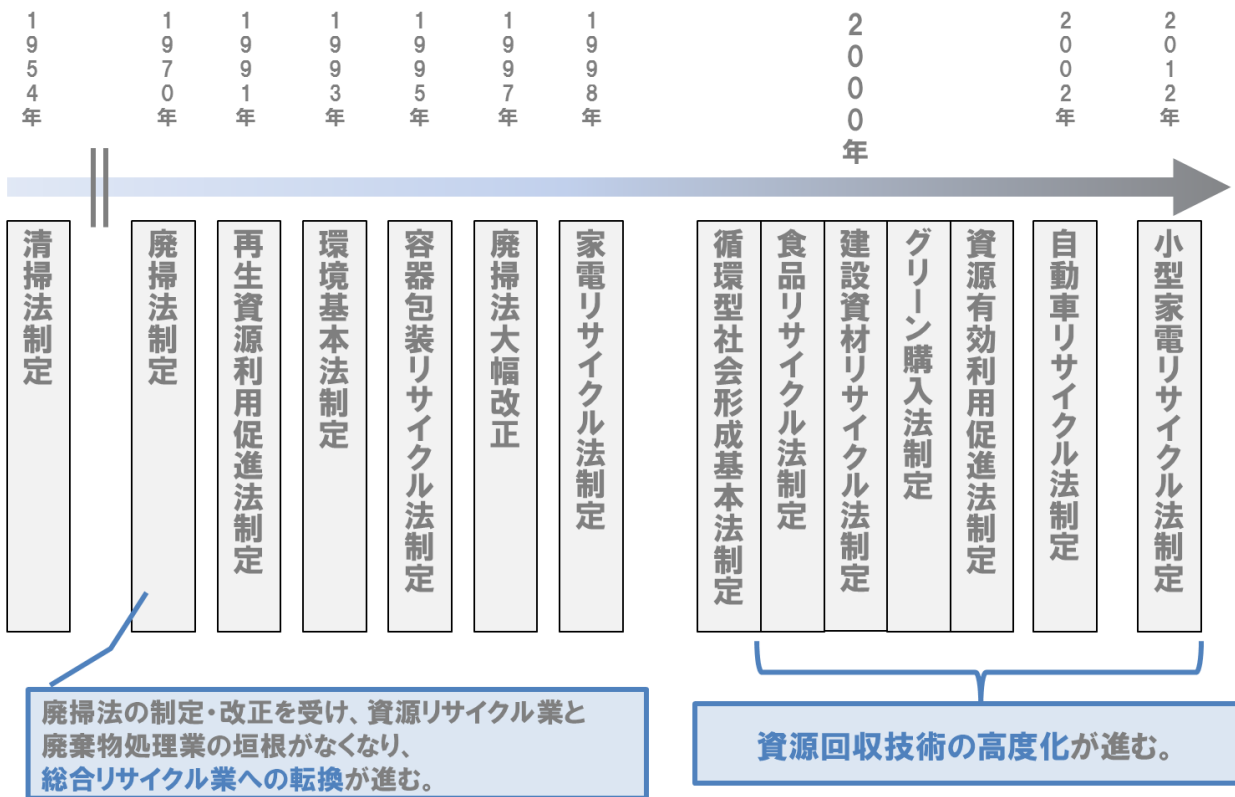 1954年
1970年
1991年
1993年
1995年
1997年
1998年
2000年
2002年
2012年
清掃法制定
廃掃法制定
再生資源利用促進法制定
環境基本法制定
容器包装リサイクル法制定
廃掃法大幅改正
家電リサイクル法制定
循環型社会形成基本法制定
食品リサイクル法制定
建設資材リサイクル法制定
グリーン購入法制定
資源有効利用促進法制定
自動車リサイクル法制定
小型家電リサイクル法制定
廃掃法の制定・改正を受け、資源リサイクル業と
廃棄物処理業の垣根がなくなり、
総合リサイクル業への転換が進む。
資源回収技術の高度化が進む。